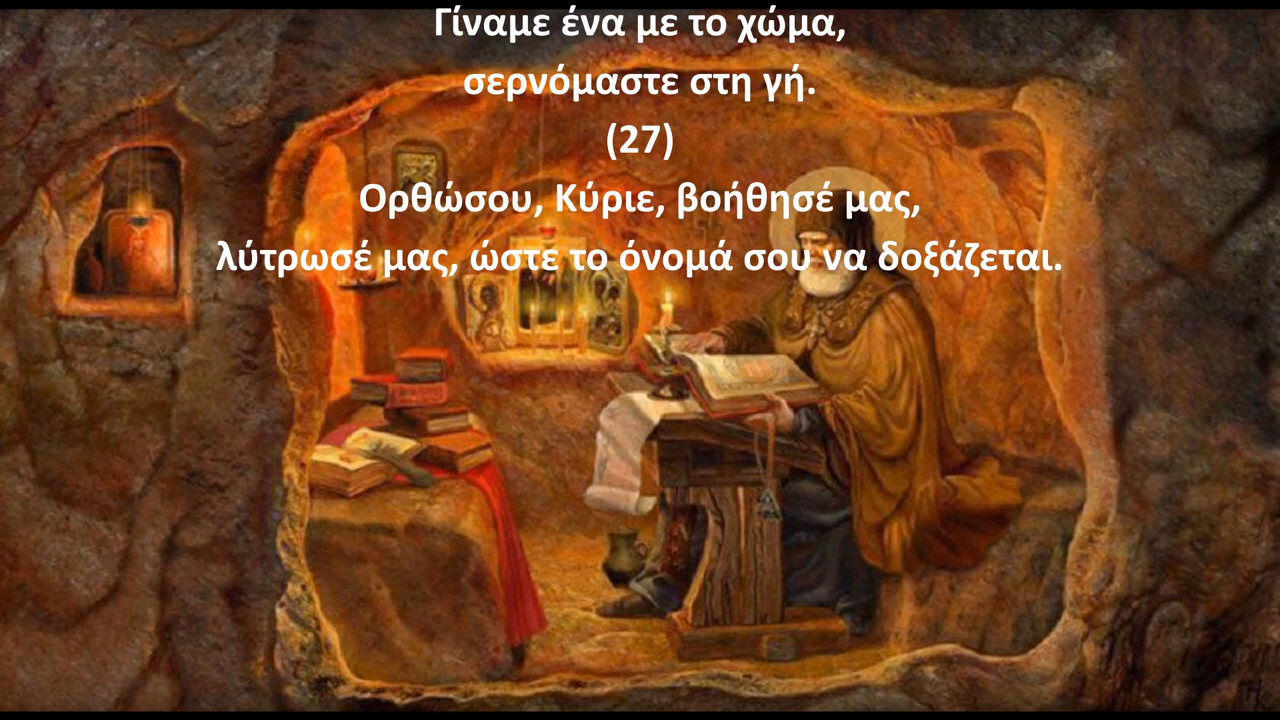 Γίναμε ένα με το χώμα,
σερνόμαστε στη γή.
(27)
Ορθώσου, Κύριε, βοήθησέ μας,
λύτρωσέ μας, ώστε το όνομά σου να δοξάζεται.